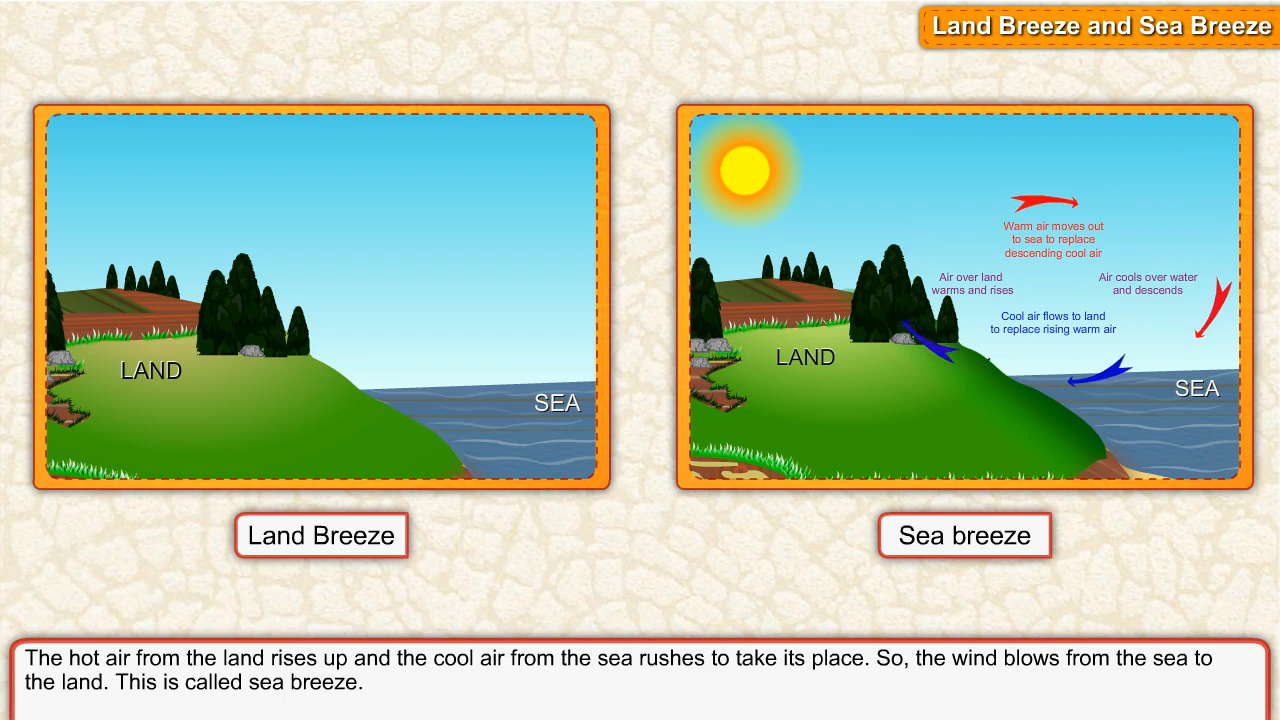 Land Breeze and Sea Breeze
LAND
SEA
Warm air moves out
to sea to replace
descending cool air
Air over land
warms and rises
Air cools over water
and descends
Cool air flows to land
to replace rising warm air
LAND
SEA
Land Breeze
Sea breeze
The hot air from the land rises up and the cool air from the sea rushes to take its place. So, the wind blows from the sea to
the land. This is called sea breeze.